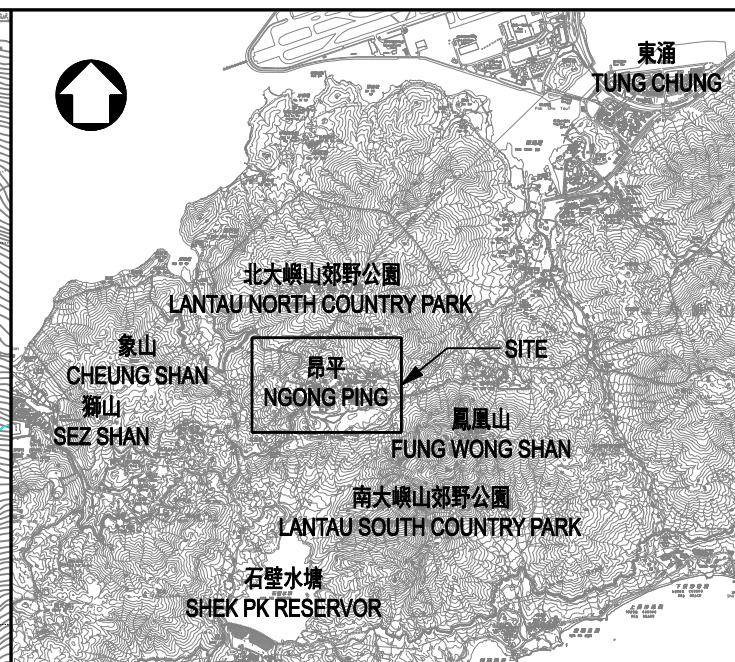 東涌
TUNG CHUNG
北大嶼山郊野公園
LANTAU NORTH COUNTRY PARK
象山
CHEUNG SHAN
昂平
NGONG PING
SITE
獅山
SEZ SHAN
鳳凰山
FUNG WONG SHAN
南大嶼山郊野公園
LANTAU SOUTH COUNTRY PARK
石壁水塘
SHEK PK RESERVOR